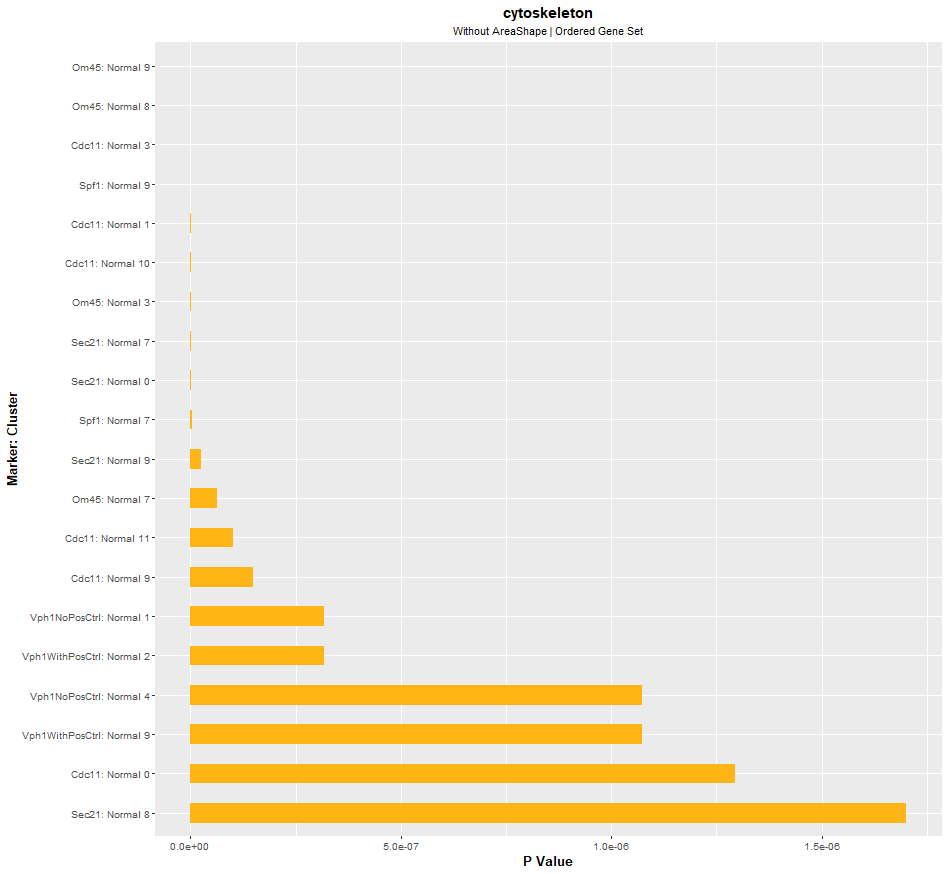 cytoskeleton
Without AreaShape | Ordered Gene Set
Om45: Normal 9
Om45: Normal 8
Cdc11: Normal 3
Spf1: Normal 9
Cdc11: Normal 1
Cdc11: Normal 10
Om45: Normal 3
Sec21: Normal 7
Sec21: Normal 0
Spf1: Normal 7
Sec21: Normal 9
Om45: Normal 7
Cdc11: Normal 11
Cdc11: Normal 9
Vph1NoPosCtrl: Normal 1
Vph1WithPosCtrl: Normal 2
Vph1NoPosCtrl: Normal 4
Vph1WithPosCtrl: Normal 9
Cdc11: Normal 0
Sec21: Normal 8
Marker: Cluster
0.0e+00 5.0e-07 1.0e-06 1.5e-06
P Value